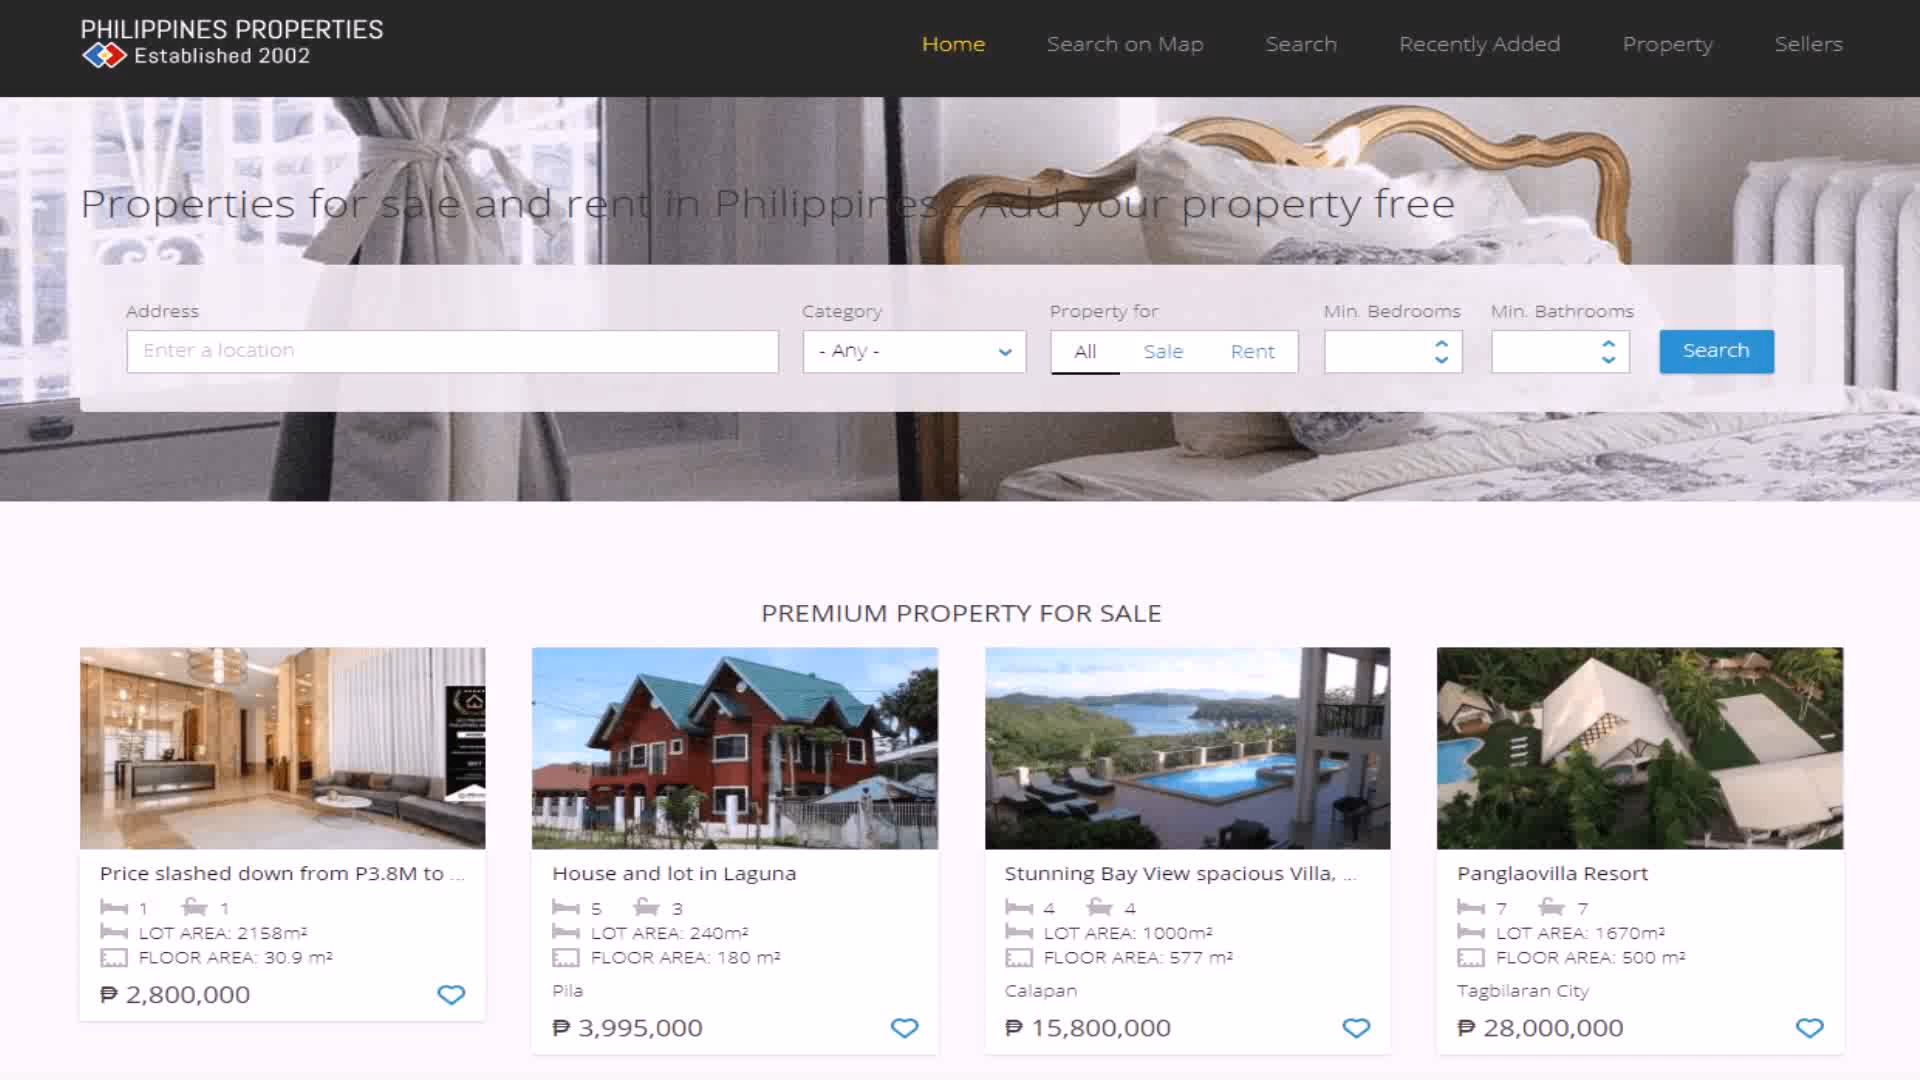 PHILIPPINES PROPERTIES
Established 2002
Home
Search on Map
Search
Recently Added
Property
Sellers
Properties for sale and rent in Philippines - Add your property free
Address
Category
Property for
Min. Bedrooms
Min. Bathrooms
Enter a location
- Any -
All
Sale
Rent
Search
PREMIUM PROPERTY FOR SALE
Price slashed down from P3.8M to ...
1 1
LOT AREA: 2158m²
FLOOR AREA: 30.9 m²
₱ 2,800,000
House and lot in Laguna
5 3
LOT AREA: 240m²
FLOOR AREA: 180 m²
Pila
₱ 3,995,000
Stunning Bay View spacious Villa, ...
4 4
LOT AREA: 1000m²
FLOOR AREA: 577 m²
Calapan
₱ 15,800,000
Panglaovilla Resort
7 7
LOT AREA: 1670m²
FLOOR AREA: 500 m²
Tagbilaran City
₱ 28,000,000